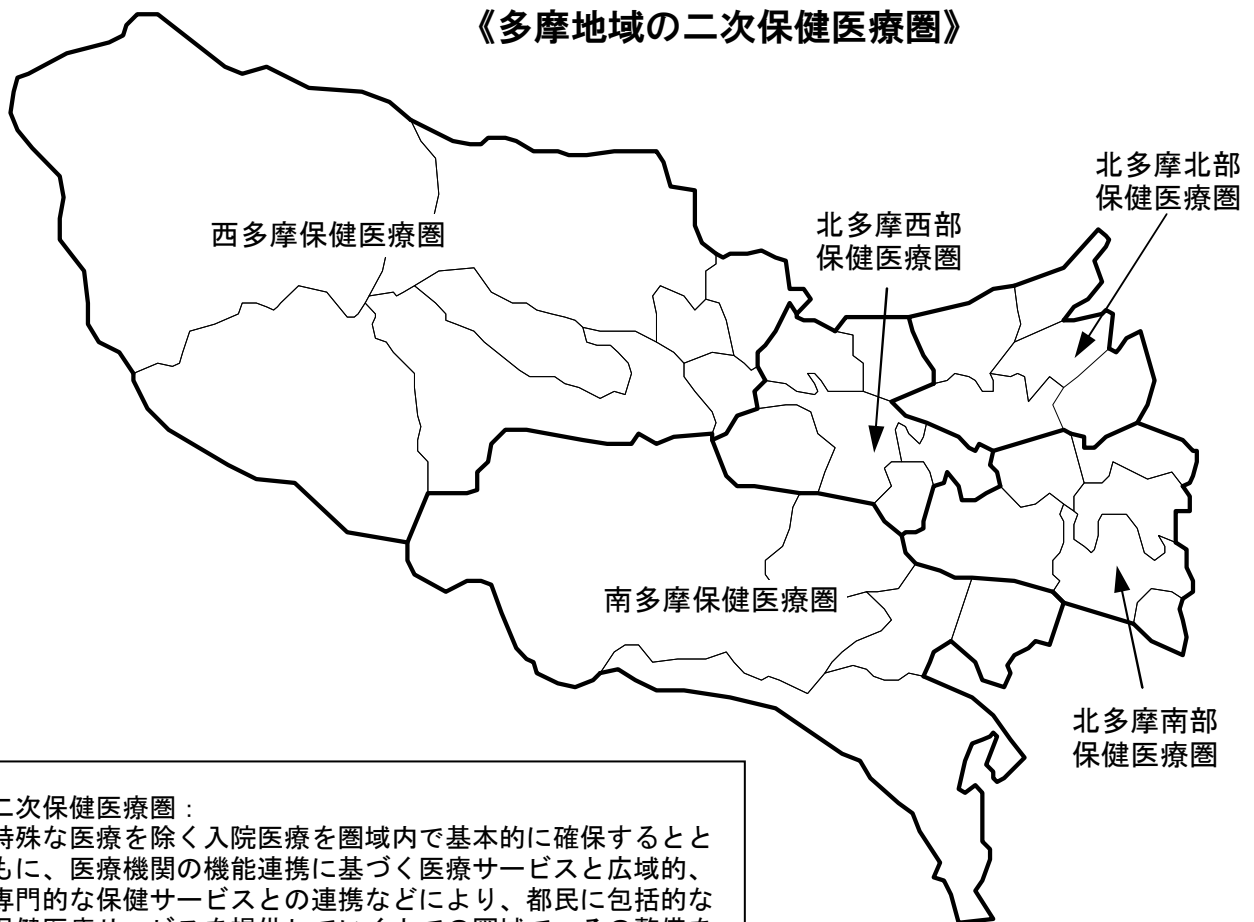 《多摩地域の二次保健医療圏》
北多摩北部
保健医療圏
北多摩西部
保健医療圏
西多摩保健医療圏
南多摩保健医療圏
北多摩南部
保健医療圏
二次保健医療圏：
特殊な医療を除く入院医療を圏域内で基本的に確保するとと
もに、医療機関の機能連携に基づく医療サービスと広域的、
専門的な保健サービスとの連携などにより、都民に包括的な